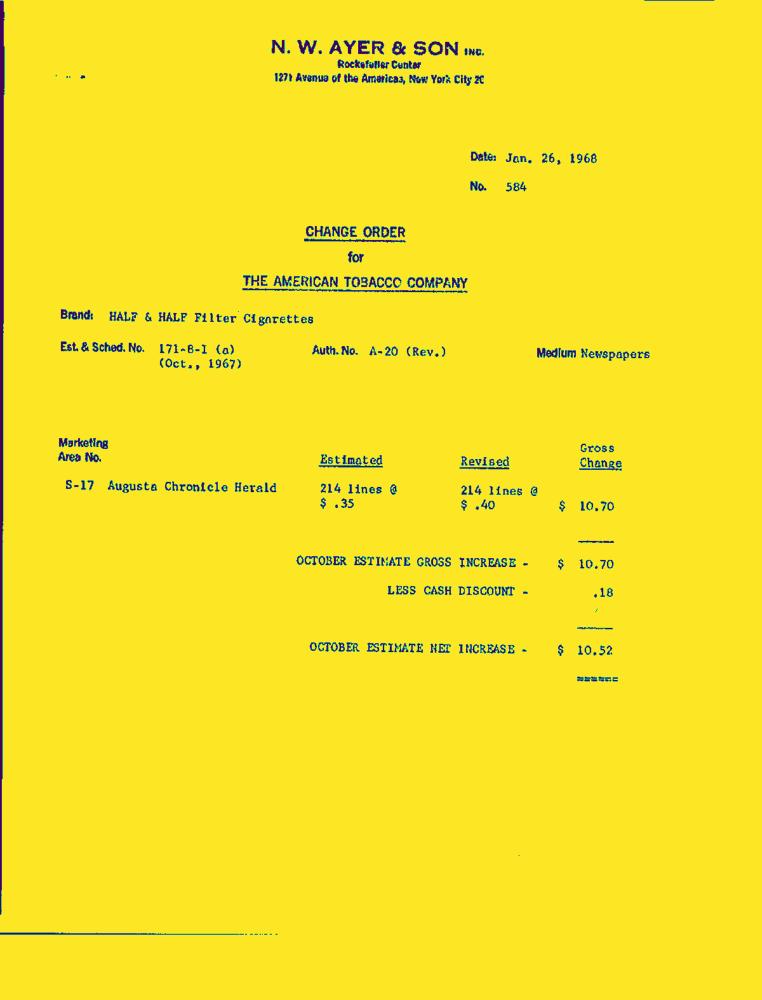 N. W. AYER & SON INC.
Rockefeller Center
1271 Avenue of the Americas, New York City 20
Date: Jan. 26, 1968
No. 584
CHANGE ORDER
for
THE AMERICAN TOBACCO COMPANY
Brand: HALF & HALF Filter Cigarettes
Est. & Sched. No. 171-8-1 (a) Auth. No. A-20 (Rev.) Medium Newspapers
(Oct., 1967)
Marketing Gross
Area No. Estimated Revised Change
S-17 Augusta Chronicle Herald 214 lines @ 214 lines @
$ .35 $ .40 $ 10.70
OCTOBER ESTIMATE GROSS INCREASE - $ 10.70
LESS CASH DISCOUNT - .18
OCTOBER ESTIMATE NET INCREASE - $ 10.52